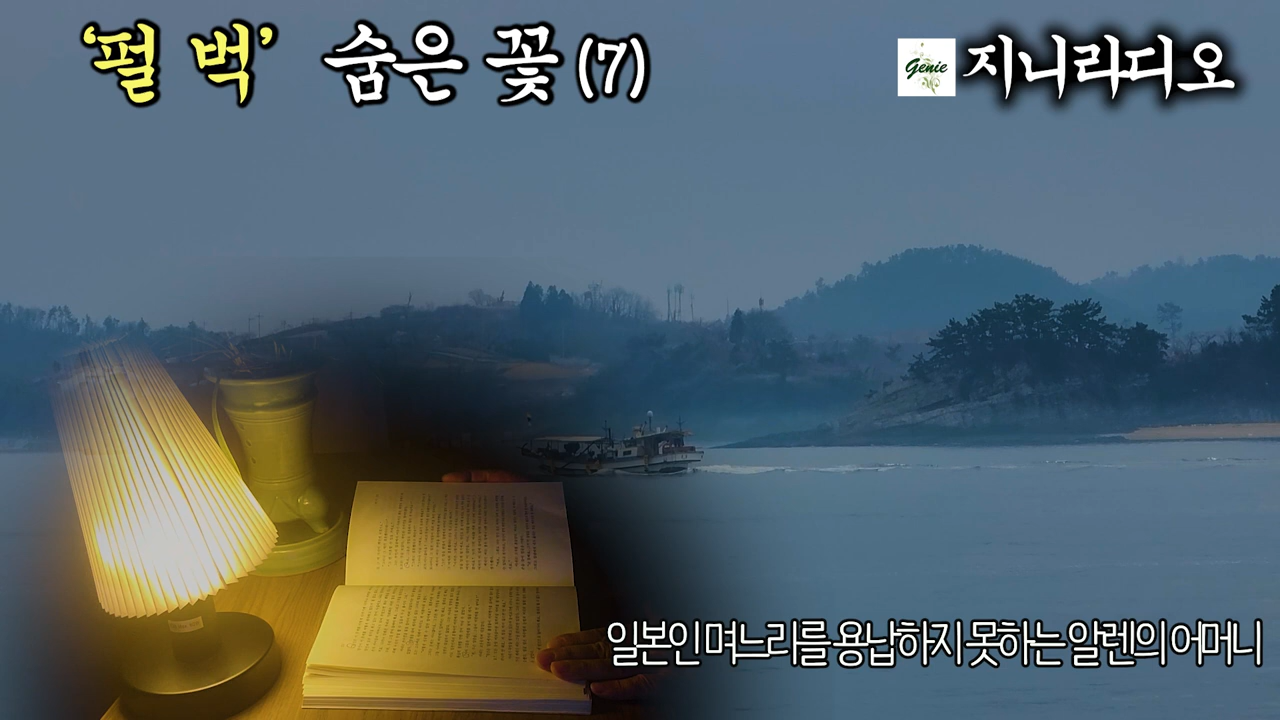 ‘펄 벅’ 숨은 꽃 (7)
Genie 지니라디오
일본인 며느리를 용납하지 못하는 알렌의 어머니